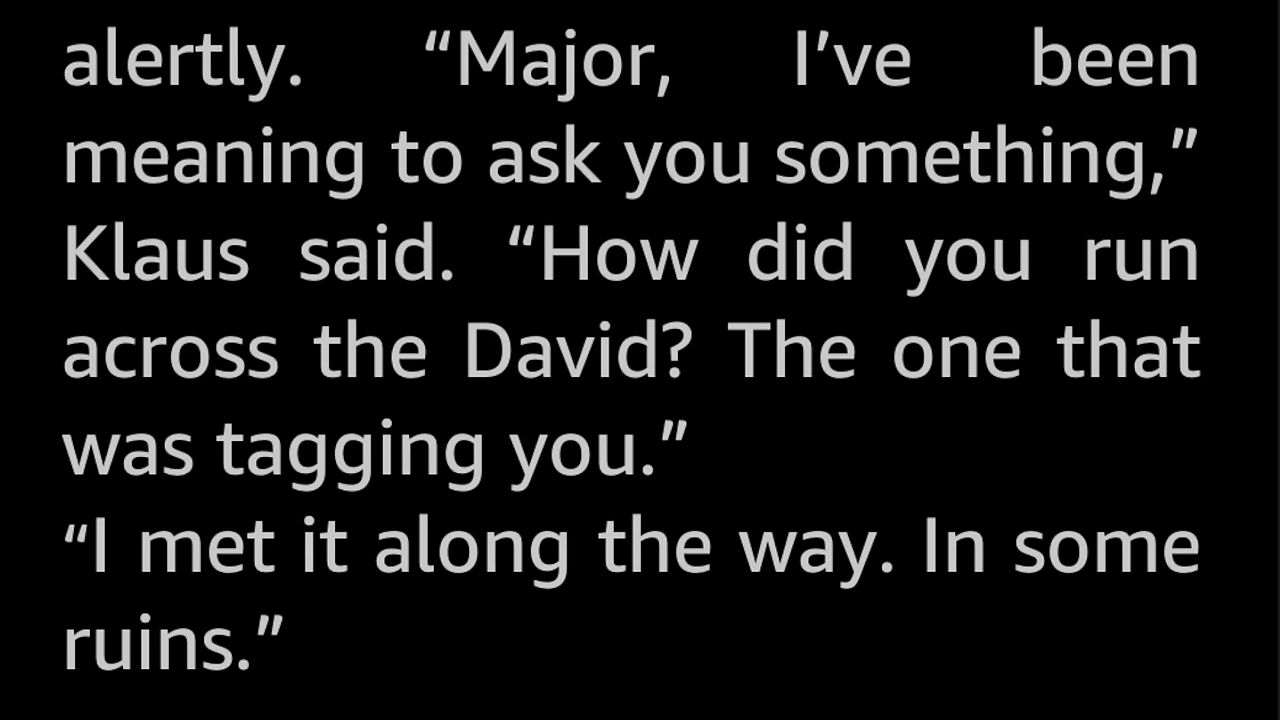 alertly. “Major, I’ve been
meaning to ask you something,”
Klaus said. “How did you run
across the David? The one that
was tagging you.”
“I met it along the way. In some
ruins.”